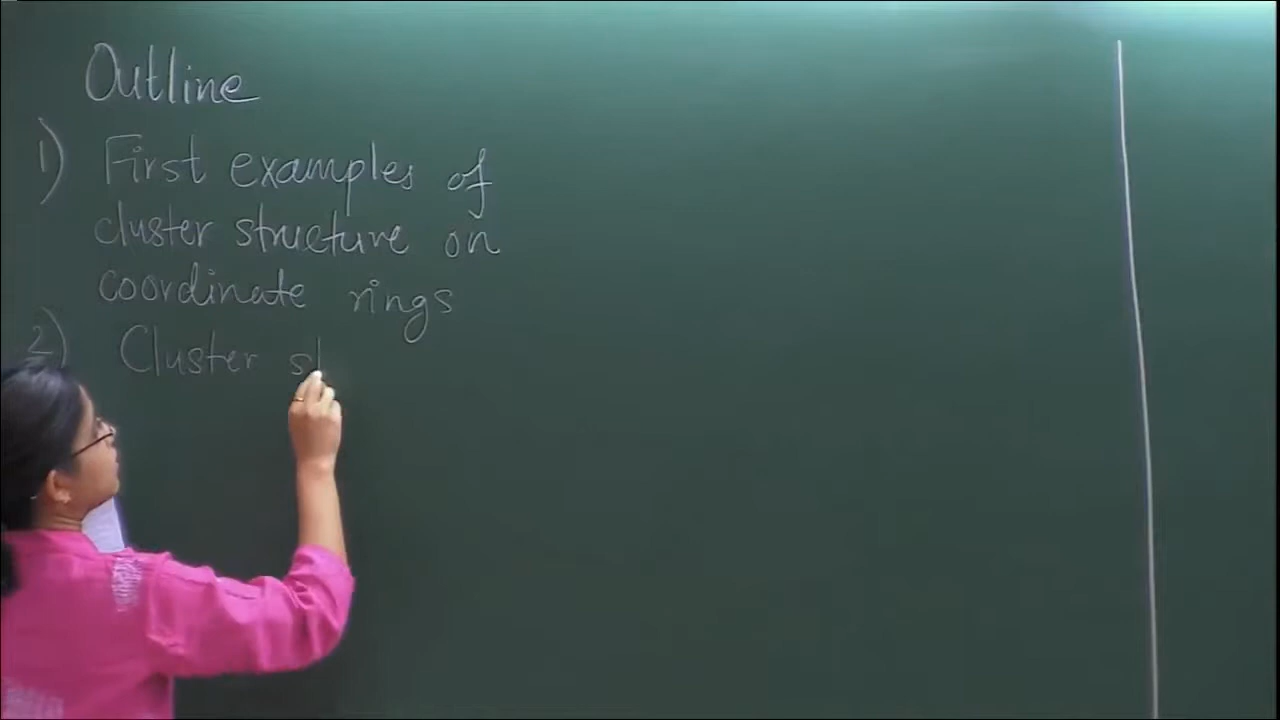 Outline
1) First examples of
cluster structure on
coordinate rings
2) Cluster st